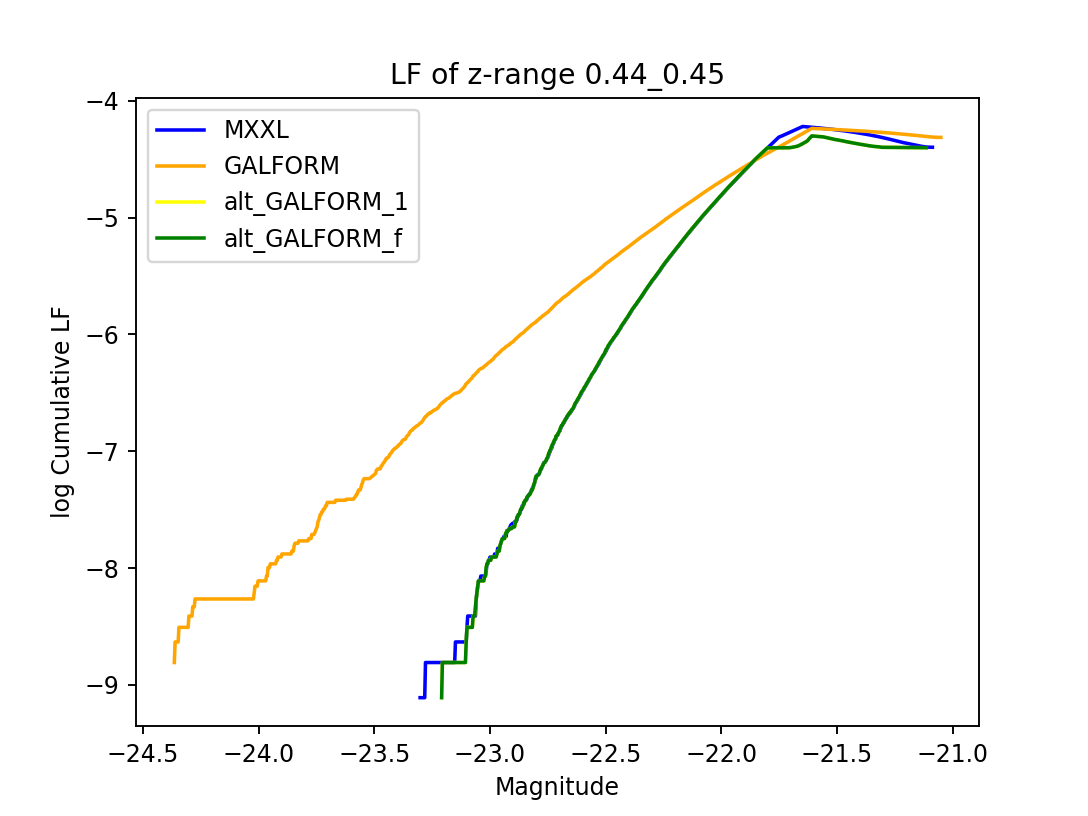 LF of z-range 0.44_0.45
MXXL
GALFORM
alt_GALFORM_1
alt_GALFORM_f
log Cumulative LF
−4
−5
−6
−7
−8
−9
−24.5 −24.0 −23.5 −23.0 −22.5 −22.0 −21.5 −21.0
Magnitude